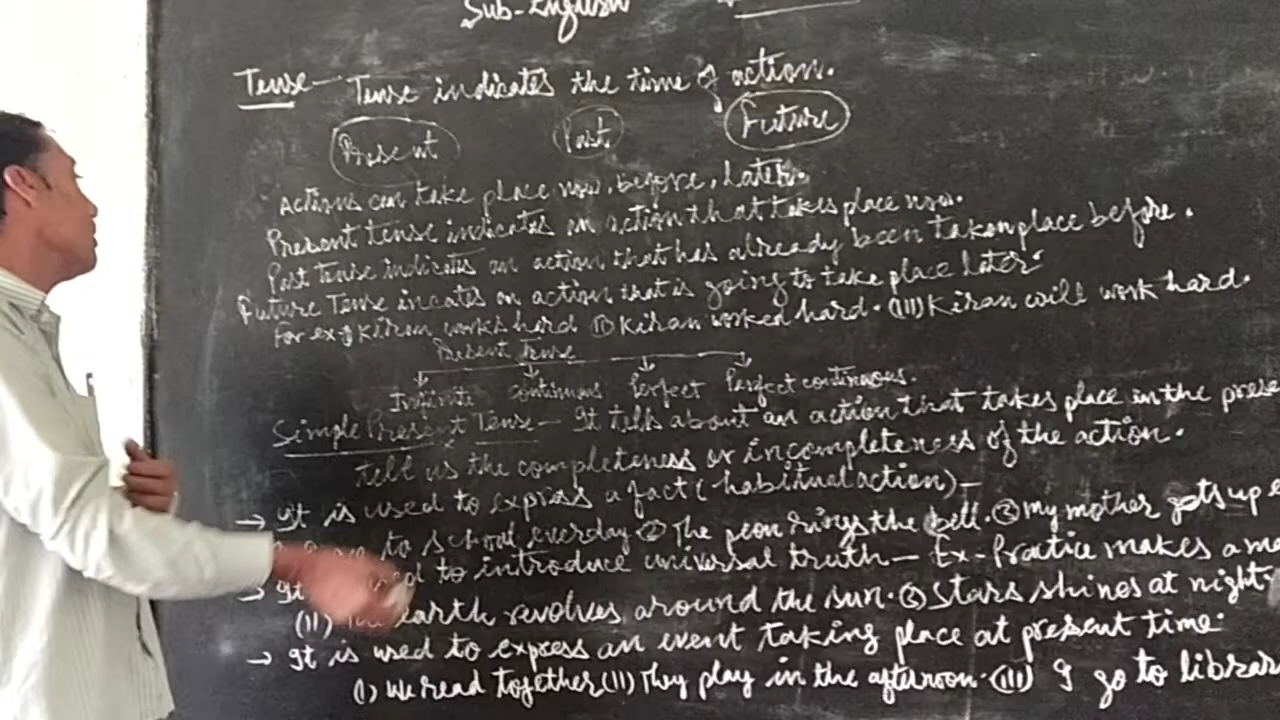 Sub-English
Tense- Tense indicates the time of action.
Present Past Future
Actions can take place now, before, later.
Present tense indicates an action that takes place now.
Past tense indicates an action that has already been taken place before.
Future Tense incates an action that is going to take place later.
For ex-(i) Kiran works hard (ii) Kiran worked hard. (iii) Kiran will work hard.
Present Tense
continuous Perfect Perfect continuous.
Simple Present Tense - It tells about an action that takes place in the prese
tell us the completeness or incompleteness of the action.
→ It is used to express a fact (habitual action)-
to school everyday (2) The peon rings the bell. (3) My mother gets up
→ It used to introduce universal truth - Ex- Practice makes a ma
(II) The earth revolves around the sun. (3) Stars shines at night.
→ It is used to express an event taking place at present time.
(I) We read together (II) They play in the afternoon. (III) I go to librar